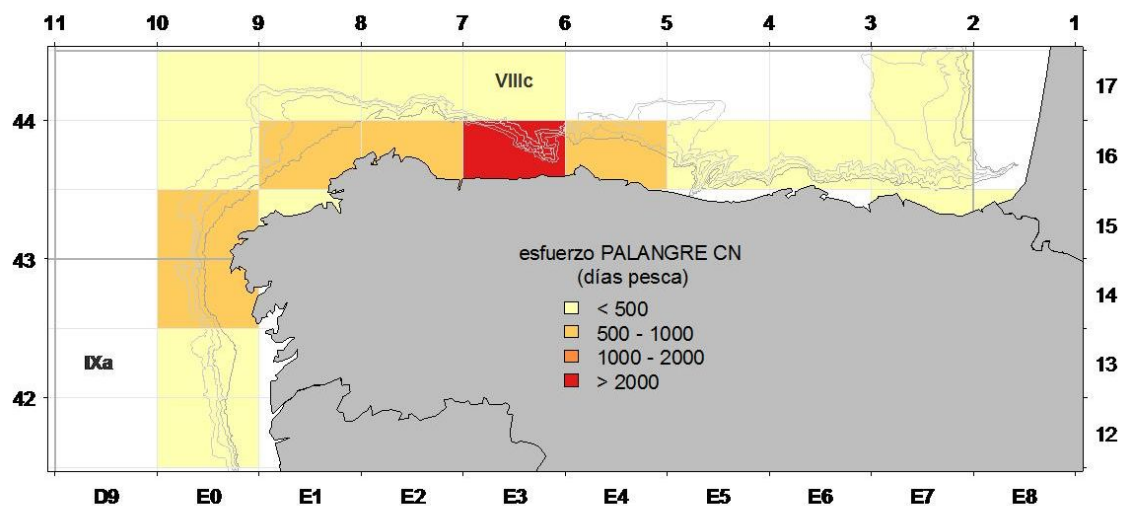 11 10 9 8 7 6 5 4 3 2 1
VIIIc
17
44
16
15
43
esfuerzo PALANGRE CN
(días pesca)
< 500
14
500 - 1000
1000 - 2000
IXa
13
> 2000
42
12
D9 E0 E1 E2 E3 E4 E5 E6 E7 E8